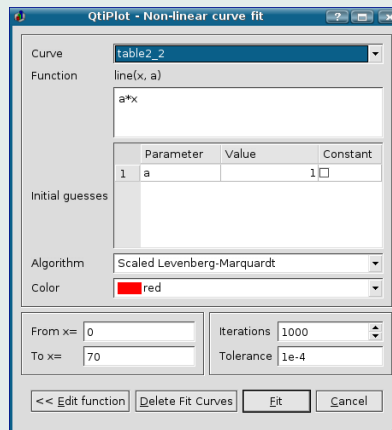 QtiPlot - Non-linear curve fit
Curve table2_2
Function line(x, a)
a*x
Parameter Value Constant
1 a 1
Initial guesses
Algorithm Scaled Levenberg-Marquardt
Color red
From x= 0 Iterations 1000
To x= 70 Tolerance 1e-4
<< Edit function Delete Fit Curves Fit Cancel